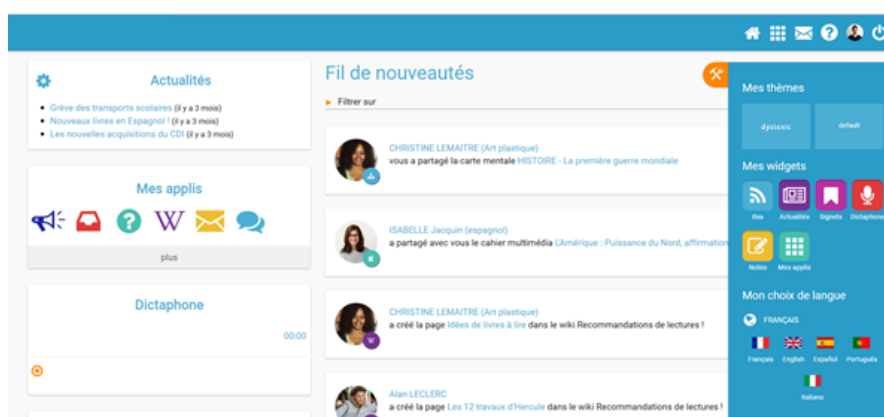 Actualités
Grève des transports scolaires (il y a 3 mois)
Nouveaux livres en Espagnol ! (il y a 3 mois)
Les nouvelles acquisitions du CDI (il y a 3 mois)
Mes applis
plus
Dictaphone
00:00
Fil de nouveautés
Filtrer sur
CHRISTINE LEMAITRE (Art plastique)
vous a partagé la carte mentale HISTOIRE - La première guerre mondiale
ISABELLE Jacquin (espagnol)
a partagé avec vous le cahier multimédia L'Amérique : Puissance du Nord, affirmation
CHRISTINE LEMAITRE (Art plastique)
a créé la page Idées de livres à lire dans le wiki Recommandations de lectures !
Alan LECLERC
a créé la page Les 12 travaux d'Hercule dans le wiki Recommandations de lectures !
Mes thèmes
dyslexic default
Mes widgets
Rss Actualités Signets Dictaphone
Notes Mes applis
Mon choix de langue
FRANÇAIS
Français English Español Português
Italiano